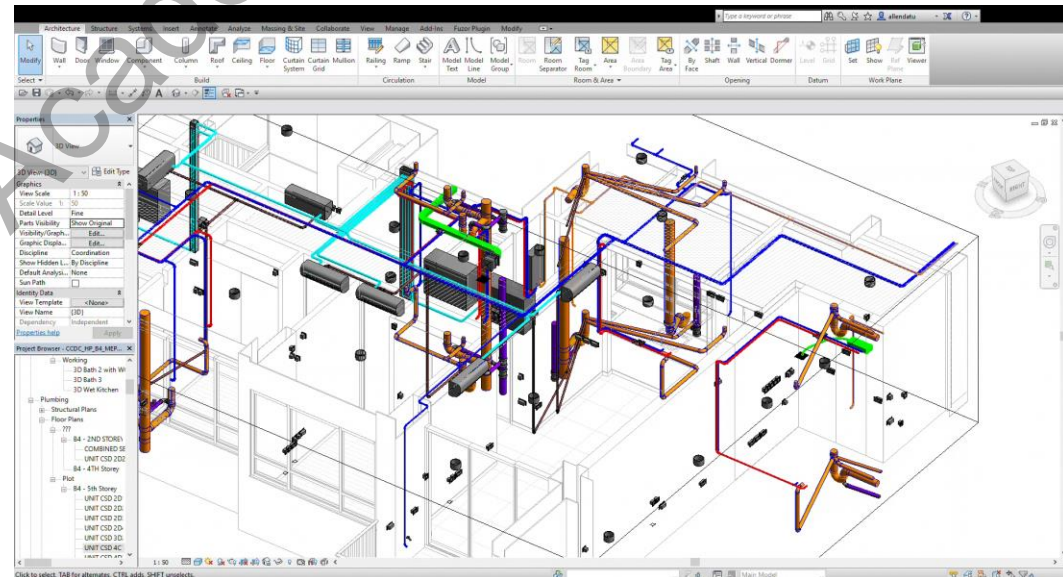 Type a keyword or phrase
allendatu
Architecture Structure Systems Insert Annotate Analyze Massing & Site Collaborate View Manage Add-Ins Fuzor Plugin Modify
Modify Wall Door Window Component Column Roof Ceiling Floor Curtain System Curtain Grid Mullion Railing Ramp Stair Model Text Model Line Model Group Room Room Separator Tag Room Area Area Boundary Tag Area By Face Shaft Wall Vertical Dormer Level Grid Set Show Ref Plane Viewer
Select Build Circulation Model Room & Area Opening Datum Work Plane
Properties
3D View
3D View: {3D} Edit Type
Graphics
View Scale 1 : 50
Scale Value 1: 50
Detail Level Fine
Parts Visibility Show Original
Visibility/Graph... Edit...
Graphic Displa... Edit...
Discipline Coordination
Show Hidden L... By Discipline
Default Analysi... None
Sun Path
Identity Data
View Template <None>
View Name {3D}
Dependency Independent
Properties help Apply
Project Browser - CCDC_HP_B4_MEP...
Working
3D Bath 2 with W
3D Bath 3
3D Wet Kitchen
Plumbing
Structural Plans
Floor Plans
???
B4 - 2ND STOREY
COMBINED SE
UNIT CSD 2D2
B4 - 4TH Storey
Plot
B4 - 5th Storey
UNIT CSD 2D
UNIT CSD 2D.
UNIT CSD 2D.
UNIT CSD 2D
UNIT CSD 3D.
UNIT CSD 4C
1 : 50
Click to select, TAB for alternates, CTRL adds, SHIFT unselects.
Main Model